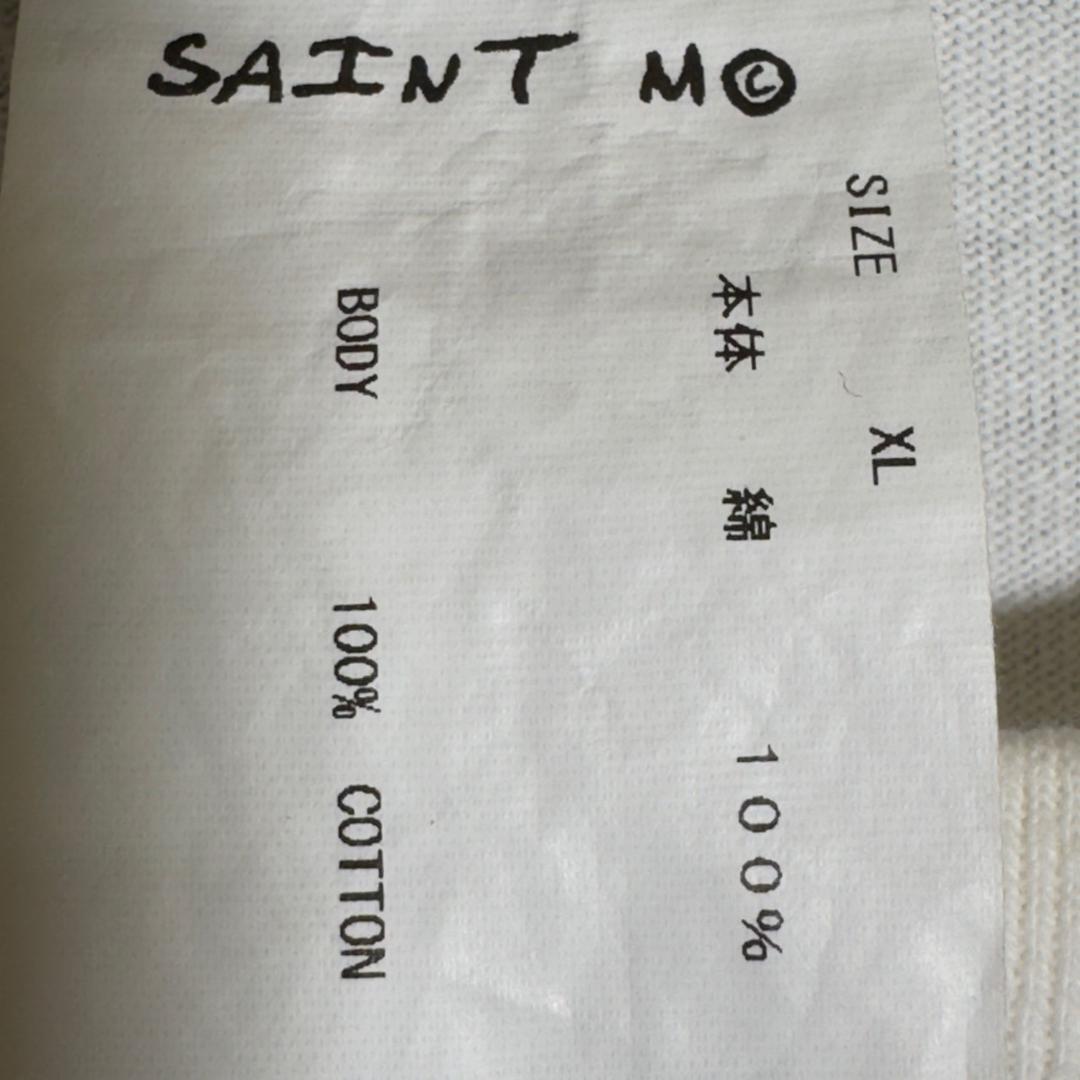 SAINT M©
SIZE XL
本体 綿 １００％
BODY 100% COTTON